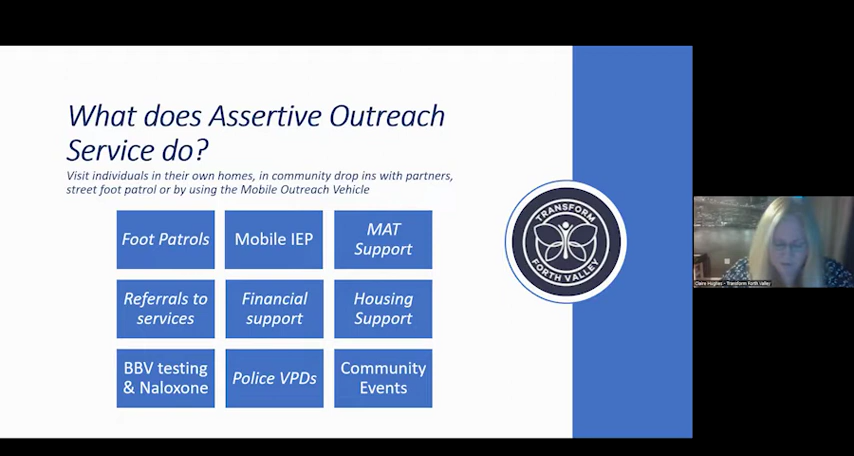 What does Assertive Outreach
Service do?
Visit individuals in their own homes, in community drop ins with partners,
street foot patrol or by using the Mobile Outreach Vehicle
Foot Patrols
Mobile IEP
MAT
Support
Referrals to
services
Financial
support
Housing
Support
BBV testing
& Naloxone
Police VPDs
Community
Events
TRANSFORM
FORTH VALLEY
Claire Hughes - Transform Forth Valley